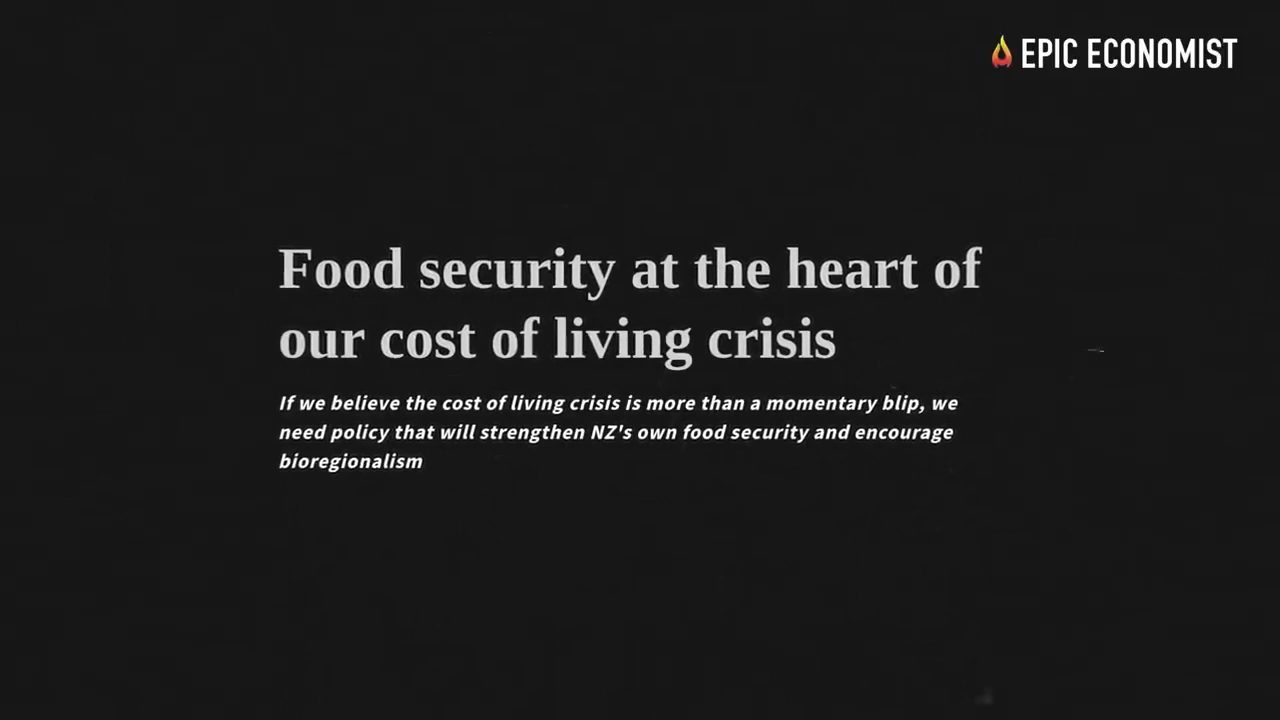 EPIC ECONOMIST
Food security at the heart of
our cost of living crisis
If we believe the cost of living crisis is more than a momentary blip, we
need policy that will strengthen NZ's own food security and encourage
bioregionalism